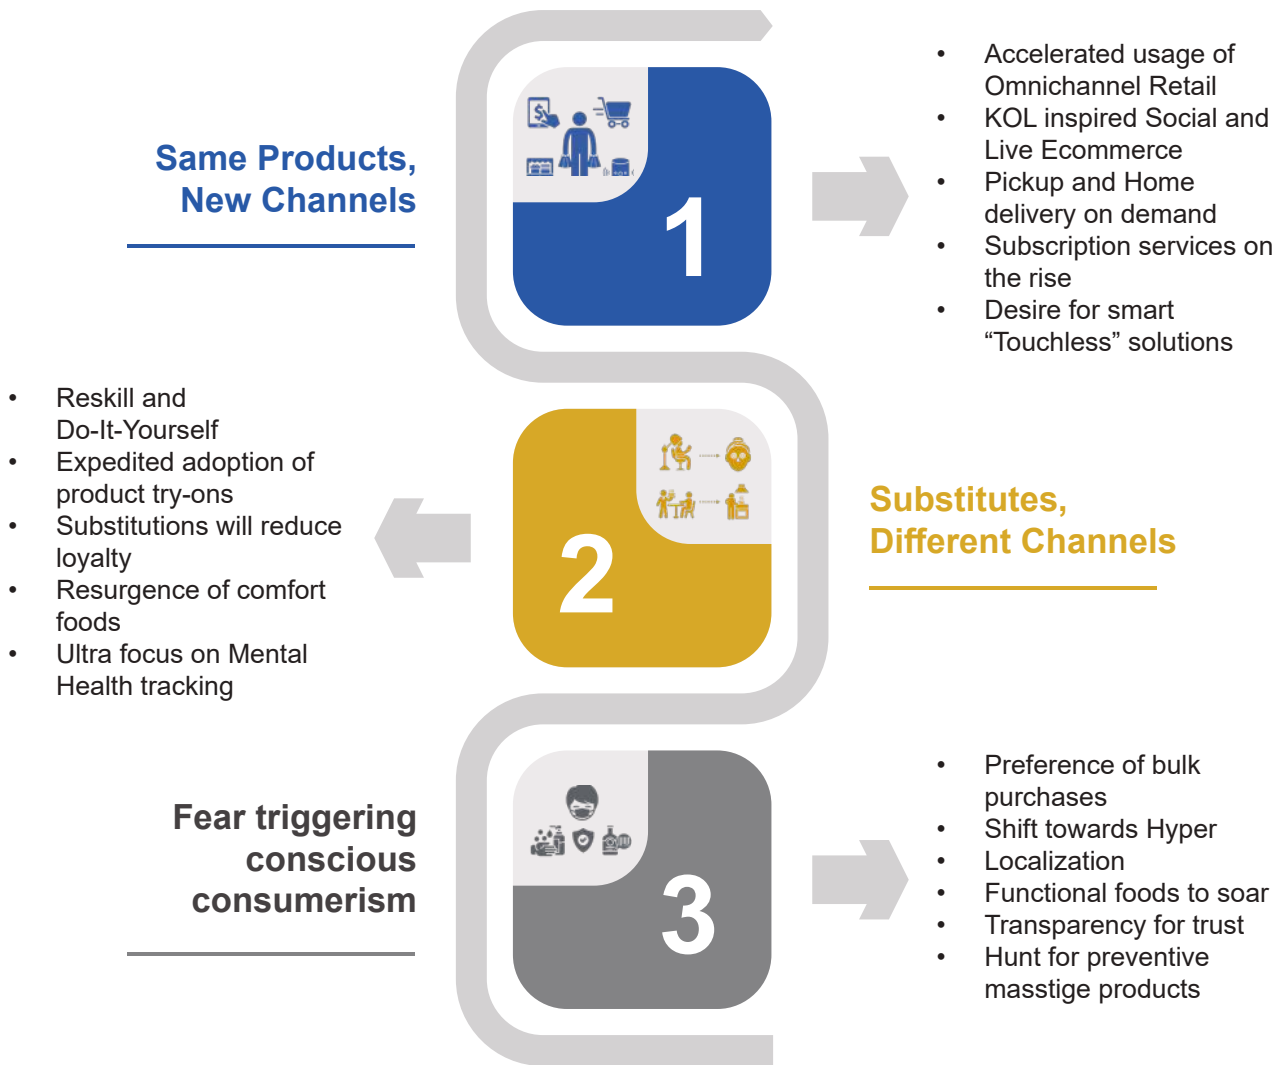 Same Products,
New Channels
1
• Accelerated usage of
Omnichannel Retail
• KOL inspired Social and
Live Ecommerce
• Pickup and Home
delivery on demand
• Subscription services on
the rise
• Desire for smart
“Touchless” solutions
• Reskill and
Do-It-Yourself
• Expedited adoption of
product try-ons
• Substitutions will reduce
loyalty
• Resurgence of comfort
foods
• Ultra focus on Mental
Health tracking
2
Substitutes,
Different Channels
Fear triggering
conscious
consumerism
3
• Preference of bulk
purchases
• Shift towards Hyper
• Localization
• Functional foods to soar
• Transparency for trust
• Hunt for preventive
masstige products